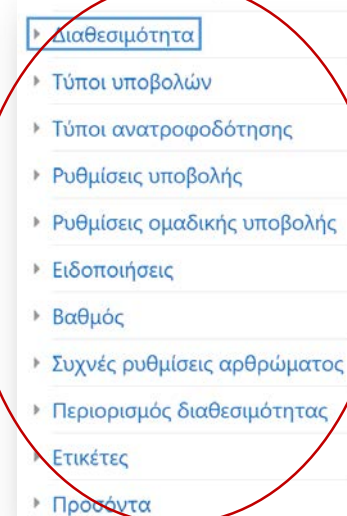 Διαθεσιμότητα
Τύποι υποβολών
Τύποι ανατροφοδότησης
Ρυθμίσεις υποβολής
Ρυθμίσεις ομαδικής υποβολής
Ειδοποιήσεις
Βαθμός
Συχνές ρυθμίσεις αρθρώματος
Περιορισμός διαθεσιμότητας
Ετικέτες
Προσόντα